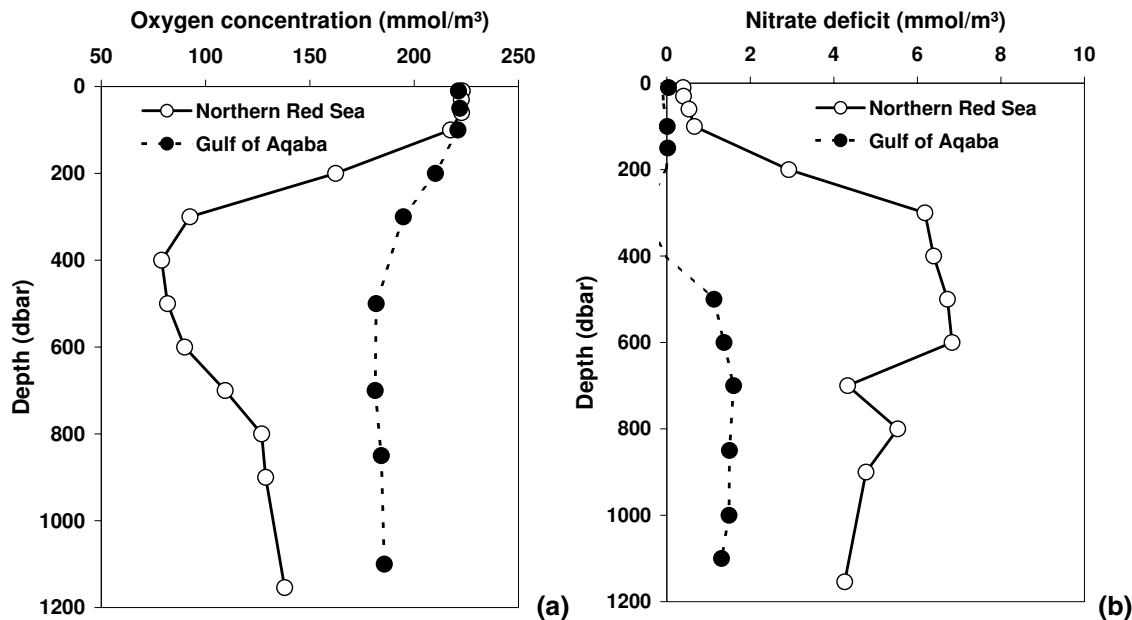 Oxygen concentration (mmol/m³)
50 100 150 200 250
0
200
400
600
800
1000
1200
Depth (dbar)
Northern Red Sea
Gulf of Aqaba
(a)
Nitrate deficit (mmol/m³)
0 2 4 6 8 10
0
200
400
600
800
1000
1200
Depth (dbar)
Northern Red Sea
Gulf of Aqaba
(b)